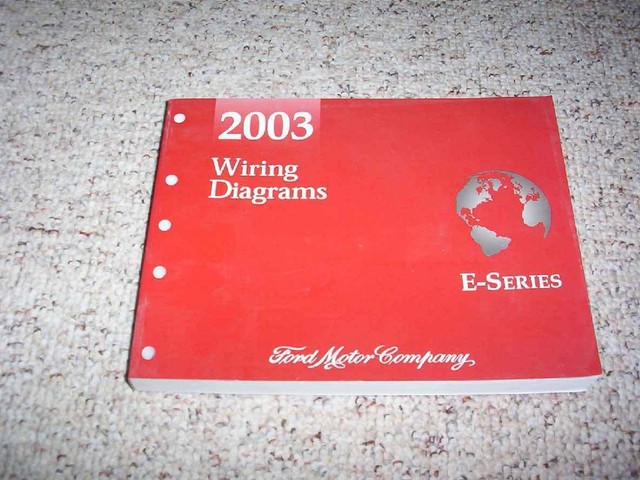 2003
Wiring
Diagrams
E-SERIES
Ford Motor Company